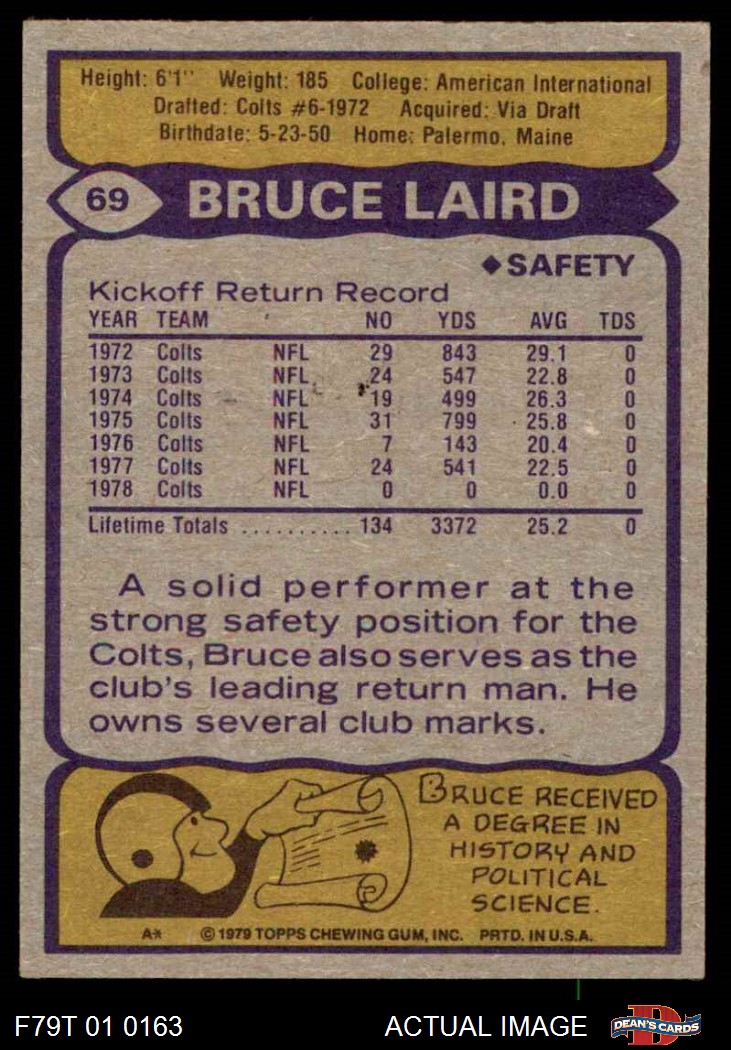 Height: 6'1'' Weight: 185 College: American International
Drafted: Colts #6-1972 Acquired: Via Draft
Birthdate: 5-23-50 Home: Palermo, Maine
69 BRUCE LAIRD
◆SAFETY
Kickoff Return Record
YEAR TEAM NO YDS AVG TDS
1972 Colts NFL 29 843 29.1 0
1973 Colts NFL 24 547 22.8 0
1974 Colts NFL 19 499 26.3 0
1975 Colts NFL 31 799 25.8 0
1976 Colts NFL 7 143 20.4 0
1977 Colts NFL 24 541 22.5 0
1978 Colts NFL 0 0 0.0 0
Lifetime Totals .......... 134 3372 25.2 0
A solid performer at the
strong safety position for the
Colts, Bruce also serves as the
club's leading return man. He
owns several club marks.
BRUCE RECEIVED
A DEGREE IN
HISTORY AND
POLITICAL
SCIENCE.
A* © 1979 TOPPS CHEWING GUM, INC. PRTD. IN U.S.A.
F79T 01 0163 ACTUAL IMAGE D DEAN'S CARDS